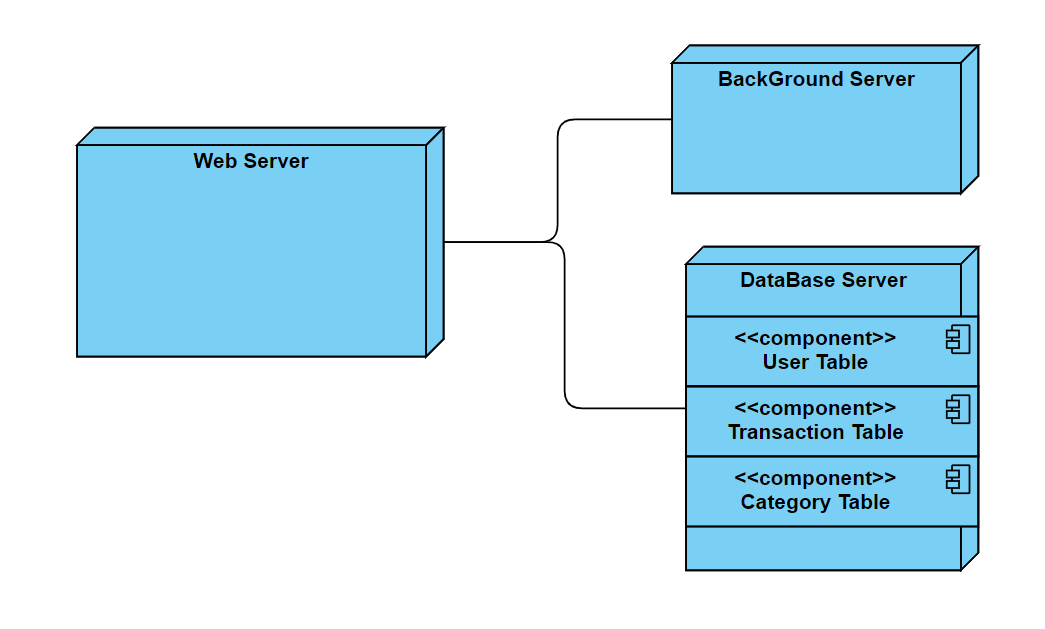 BackGround Server
Web Server
DataBase Server
<<component>>
User Table
<<component>>
Transaction Table
<<component>>
Category Table